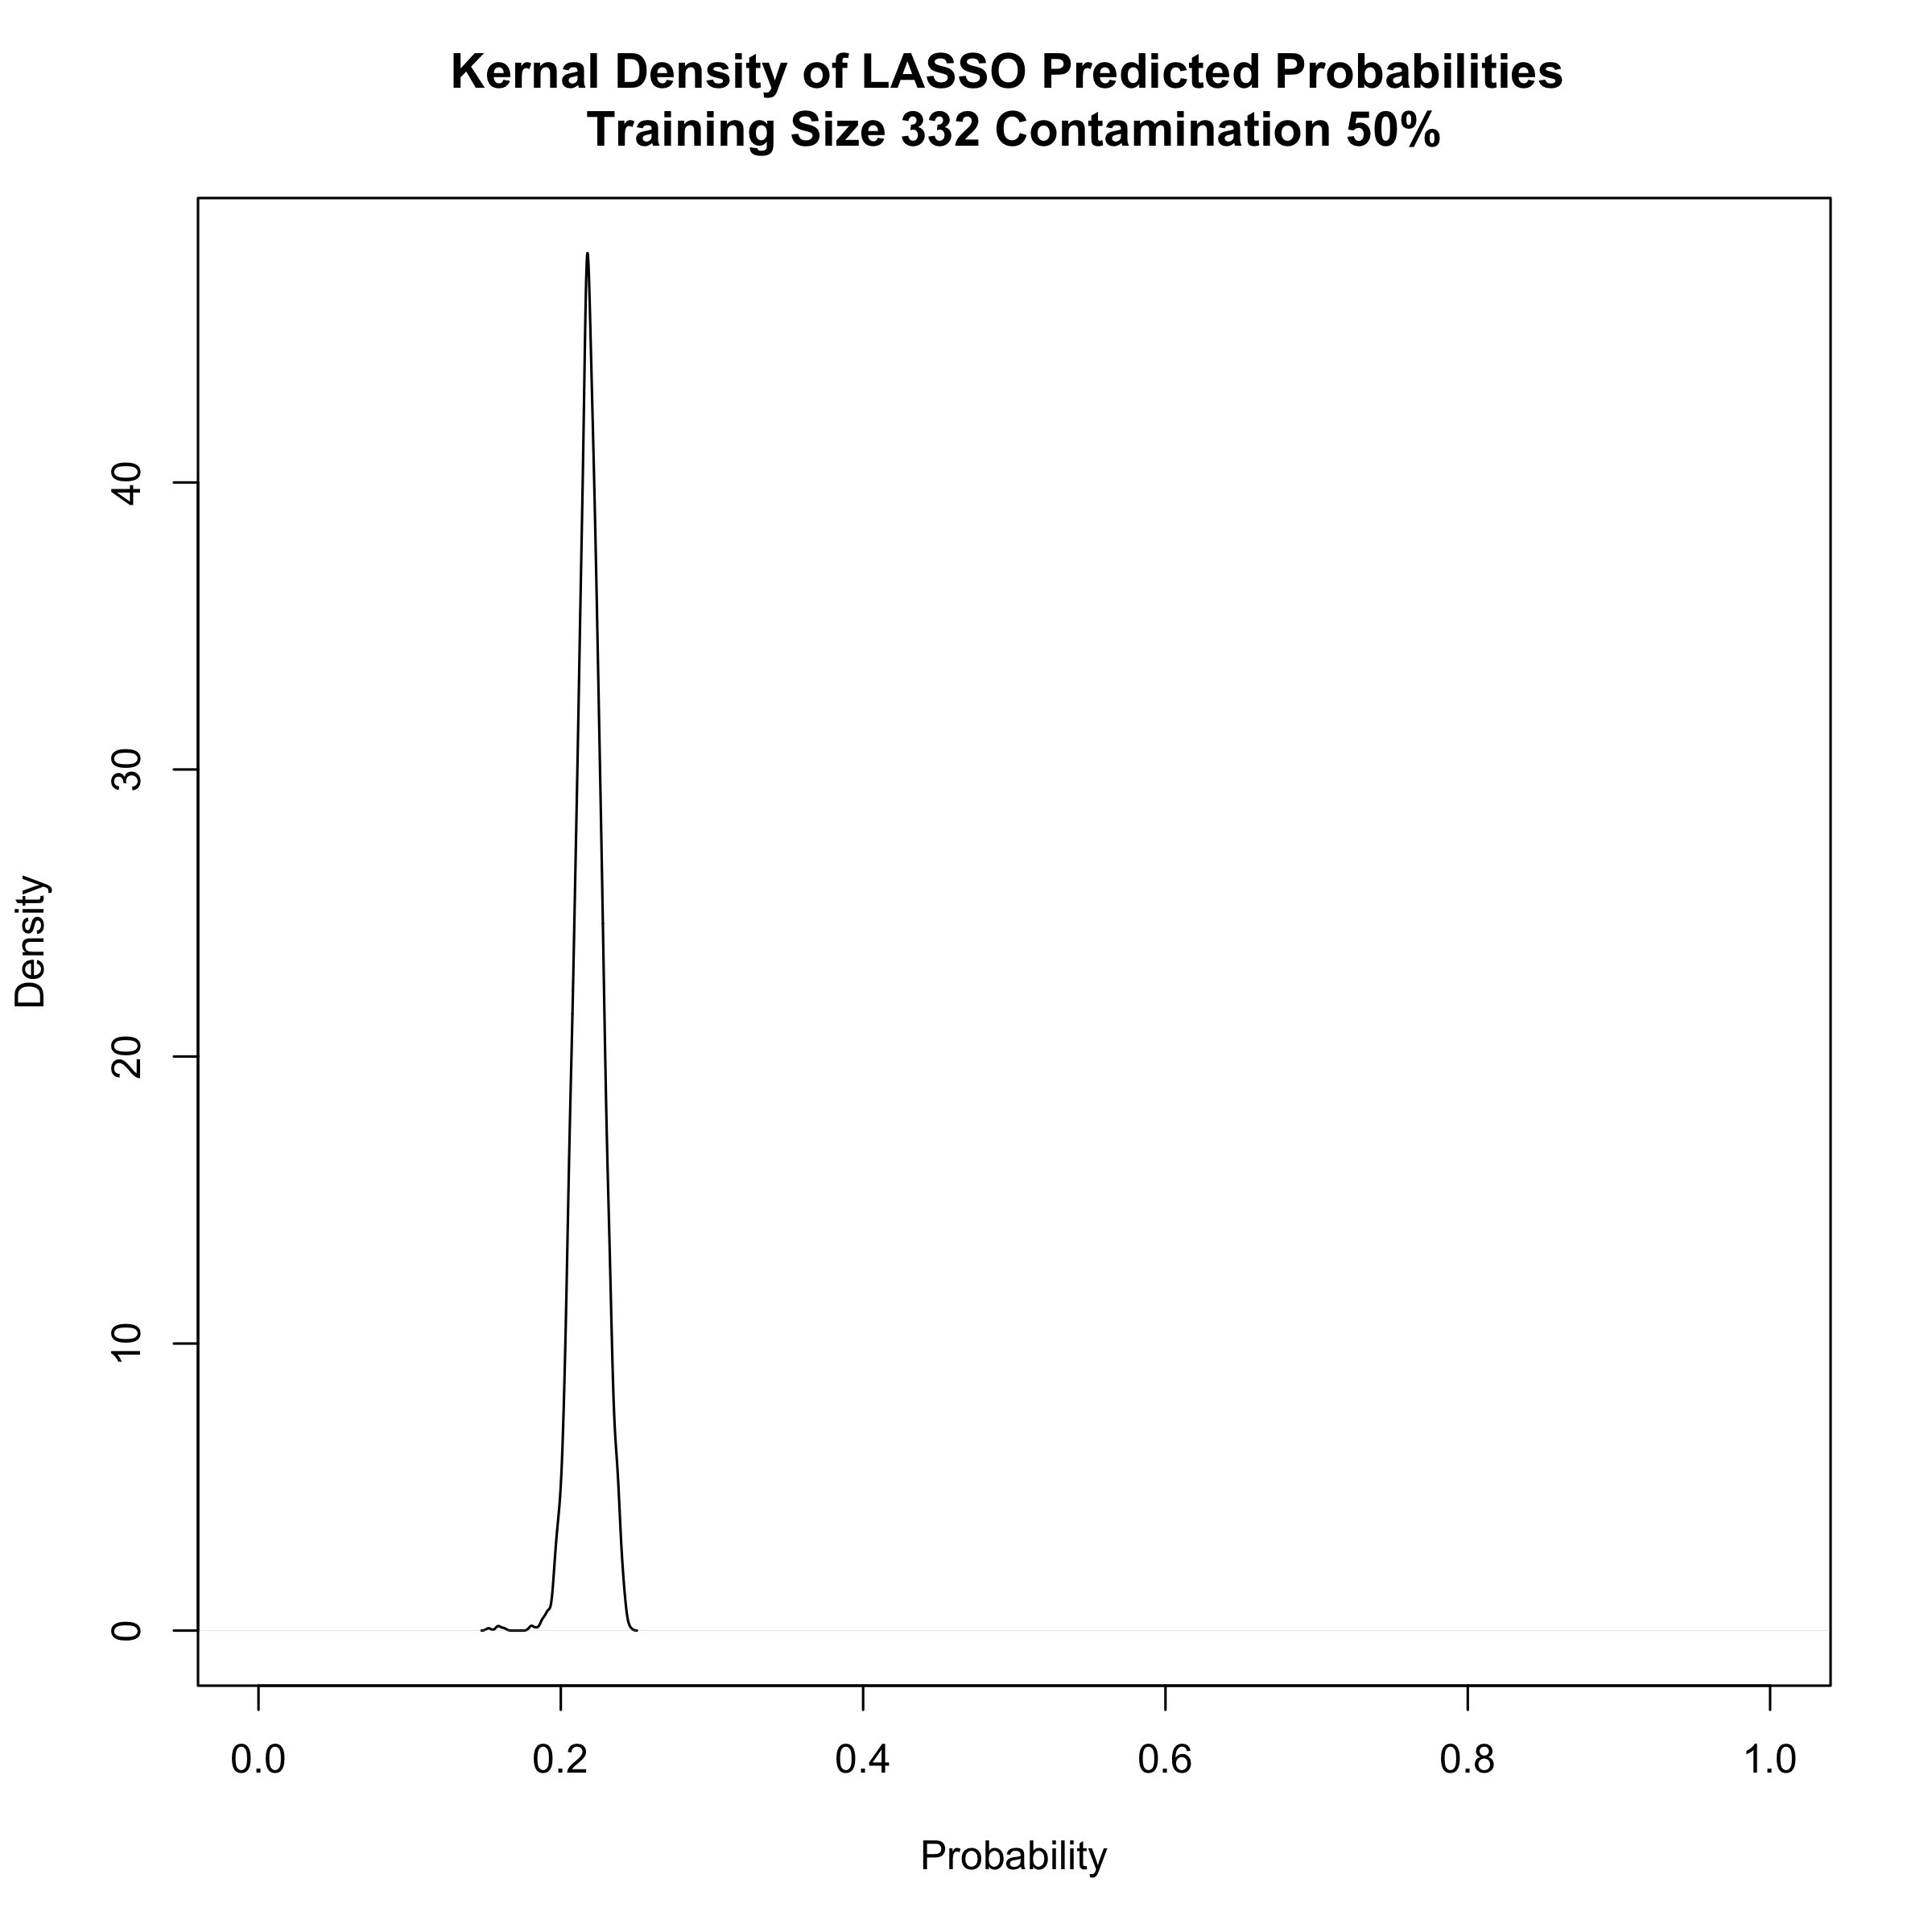 Kernal Density of LASSO Predicted Probabilities
Training Size 332 Contamination 50%
Density
40
30
20
10
0
0.0 0.2 0.4 0.6 0.8 1.0
Probability